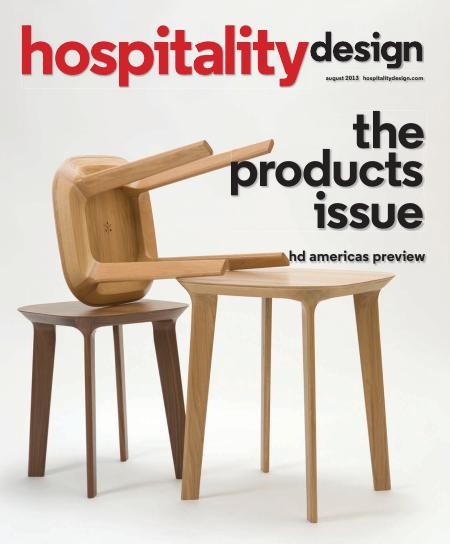 hospitalitydesign
august 2013 hospitalitydesign.com
the
products
issue
hd americas preview